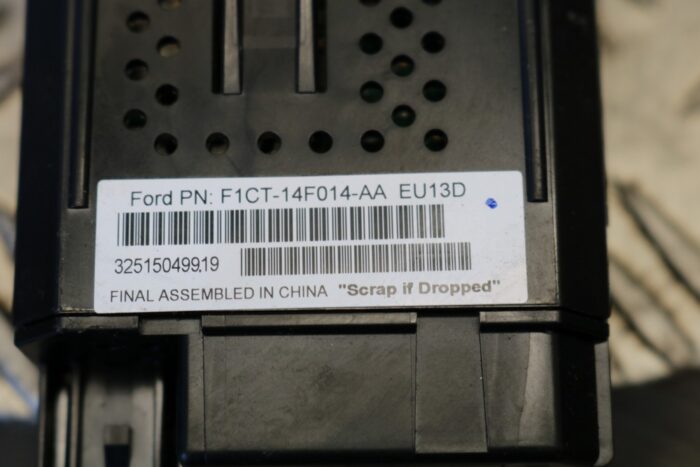 Ford PN: F1CT-14F014-AA EU13D
325150499.19
FINAL ASSEMBLED IN CHINA "Scrap if Dropped"